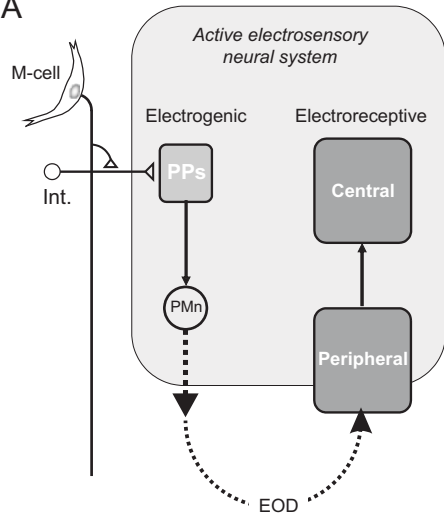 A
Active electrosensory
neural system
M-cell
Electrogenic
Electroreceptive
PPs
Central
Int.
PMn
Peripheral
EOD